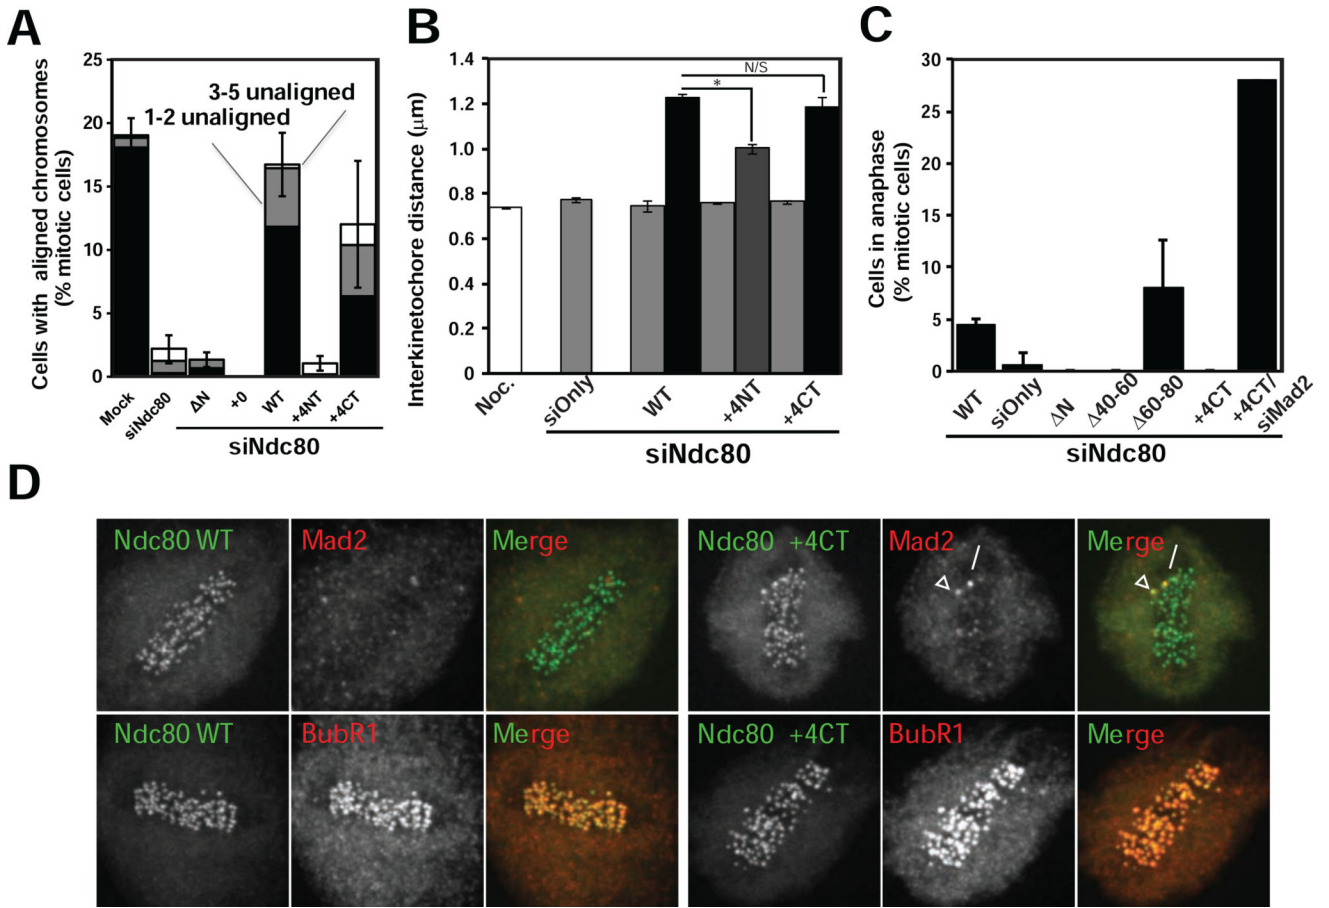 A
Cells with aligned chromosomes
(% mitotic cells)
25
20
15
10
5
0
3-5 unaligned
1-2 unaligned
Mock
siNdc80
ΔN
+0
WT
+4NT
+4CT
siNdc80
B
Interkinetochore distance (μm)
1.4
1.2
1.0
0.8
0.6
0.4
0.2
0
N/S
*
Noc.
siOnly
WT
+4NT
+4CT
siNdc80
C
Cells in anaphase
(% mitotic cells)
30
25
20
15
10
5
0
WT
siOnly
ΔN
Δ40-60
Δ60-80
+4CT
+4CT/
siMad2
siNdc80
D
Ndc80 WT
Mad2
Merge
Ndc80 +4CT
Mad2
Merge
Ndc80 WT
BubR1
Merge
Ndc80 +4CT
BubR1
Merge